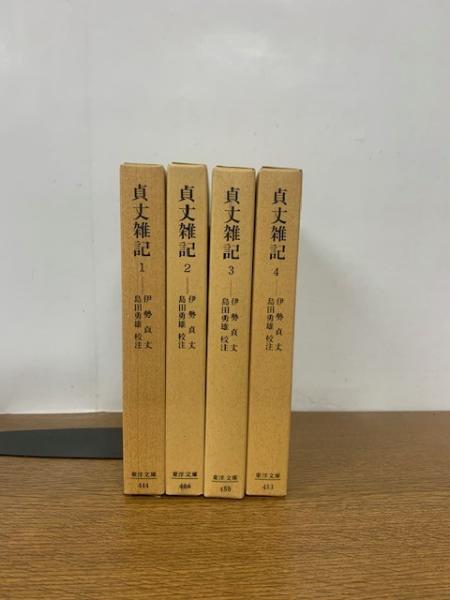 貞丈雑記
1
伊勢貞丈
島田勇雄 校注
東洋文庫
444
貞丈雑記
2
伊勢貞丈
島田勇雄 校注
東洋文庫
貞丈雑記
3
伊勢貞丈
島田勇雄 校注
東洋文庫
450
貞丈雑記
4
伊勢貞丈
島田勇雄 校注
東洋文庫
453